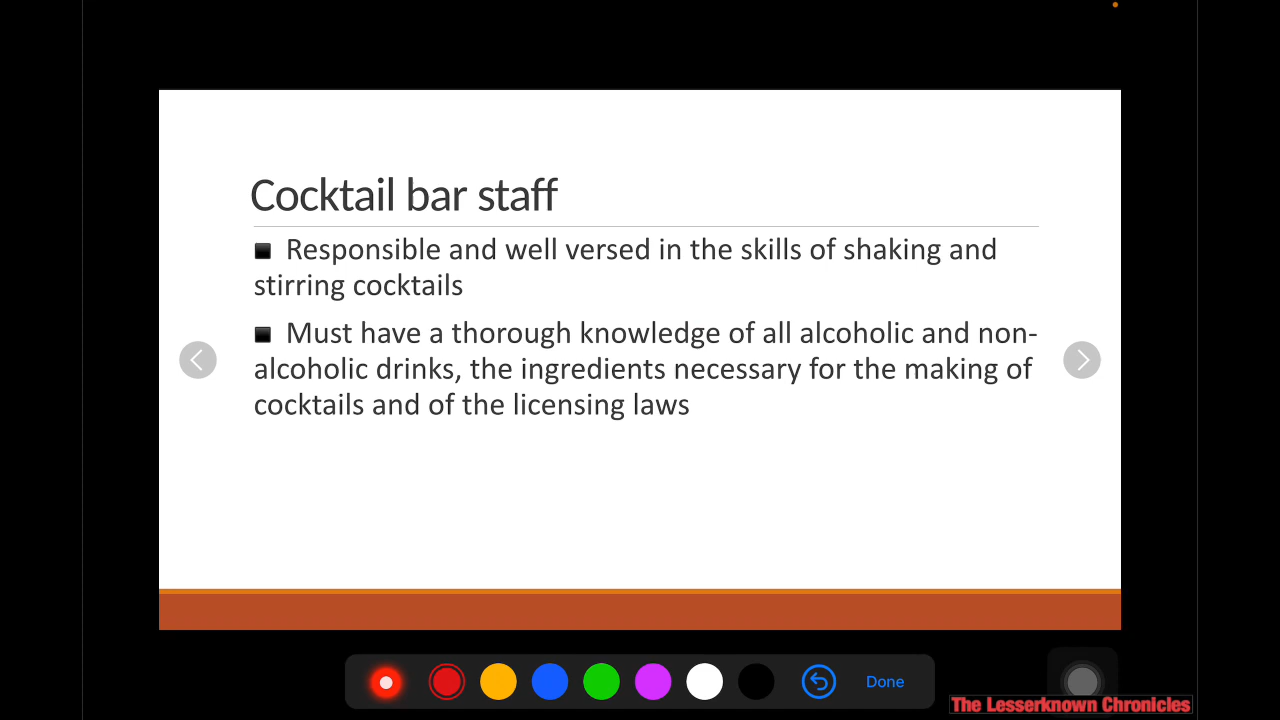 Cocktail bar staff
Responsible and well versed in the skills of shaking and
stirring cocktails
Must have a thorough knowledge of all alcoholic and non-
alcoholic drinks, the ingredients necessary for the making of
cocktails and of the licensing laws
Done
The Lesserknown Chronicles